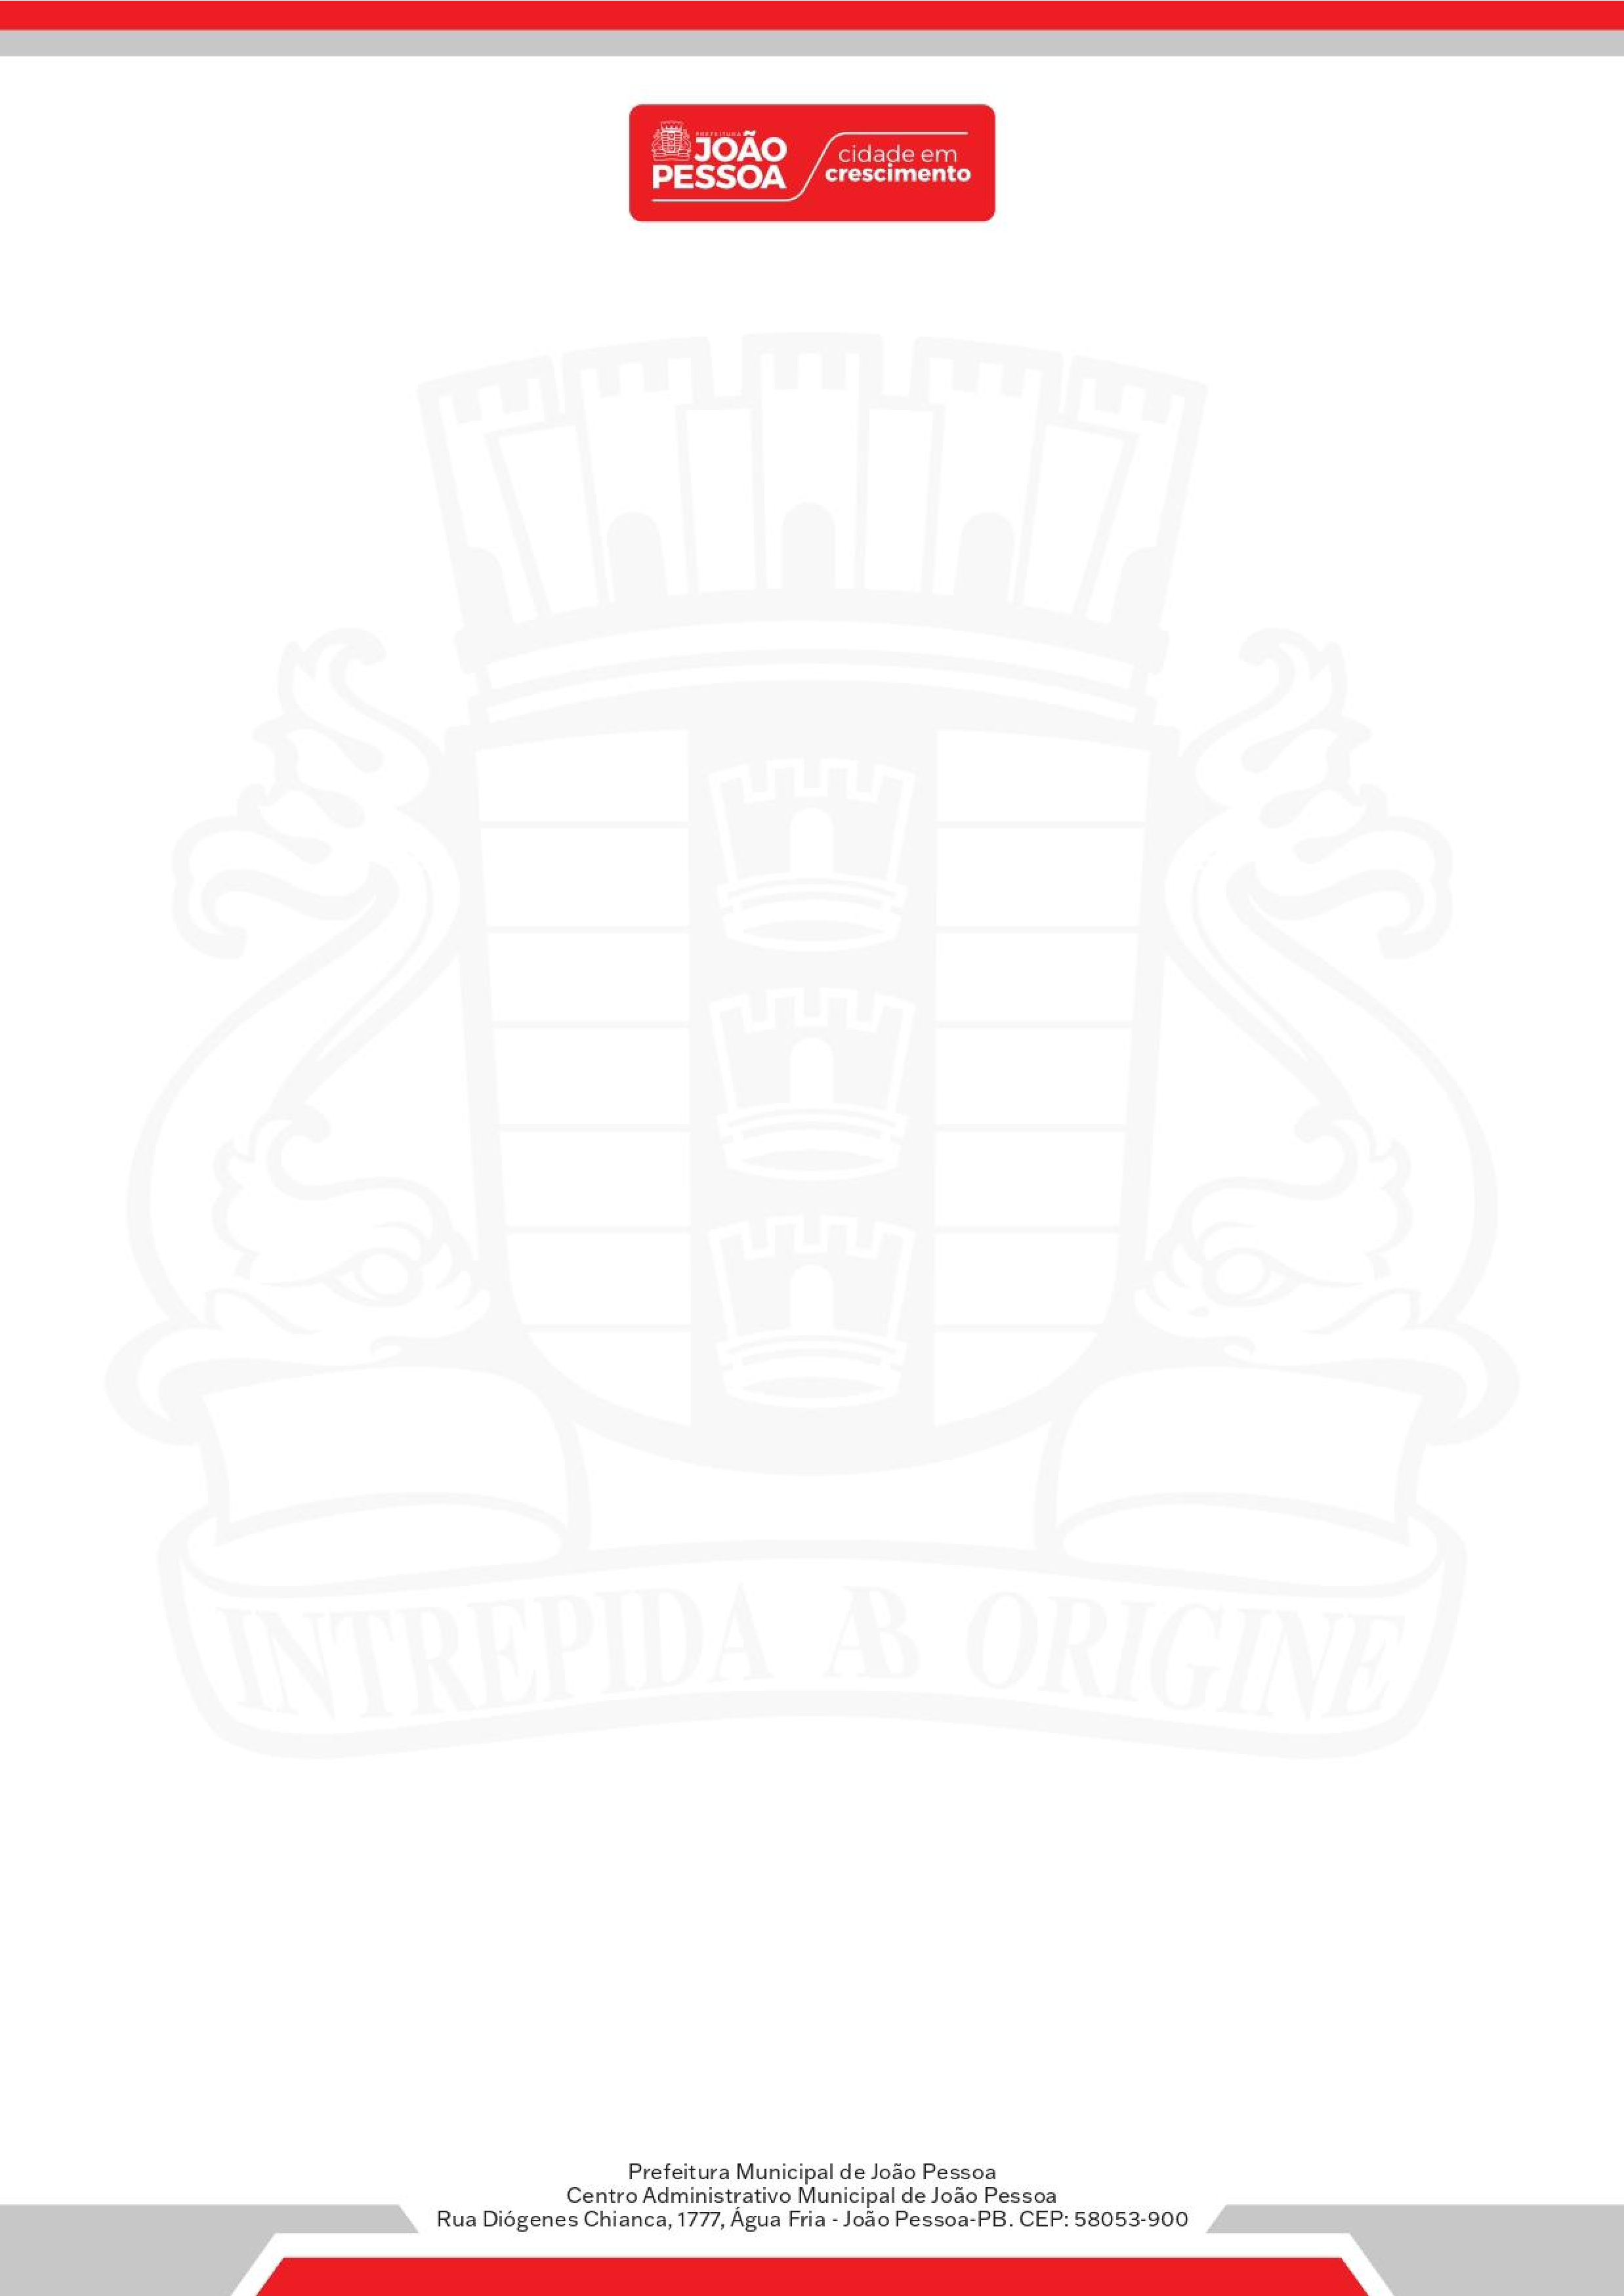 PREFEITURA
JOÃO
PESSOA
cidade em
crescimento
INTREPIDA AB ORIGINE
Prefeitura Municipal de João Pessoa
Centro Administrativo Municipal de João Pessoa
Rua Diógenes Chianca, 1777, Água Fria - João Pessoa-PB. CEP: 58053-900